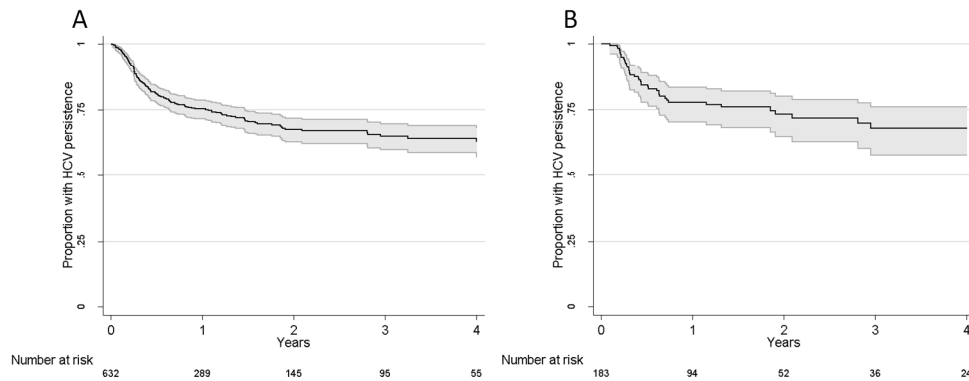 A
Proportion with HCV persistence
1
.75
.5
.25
0
0 1 2 3 4
Years
Number at risk
632 289 145 95 55
B
Proportion with HCV persistence
1
.75
.5
.25
0
0 1 2 3 4
Years
Number at risk
183 94 52 36 24